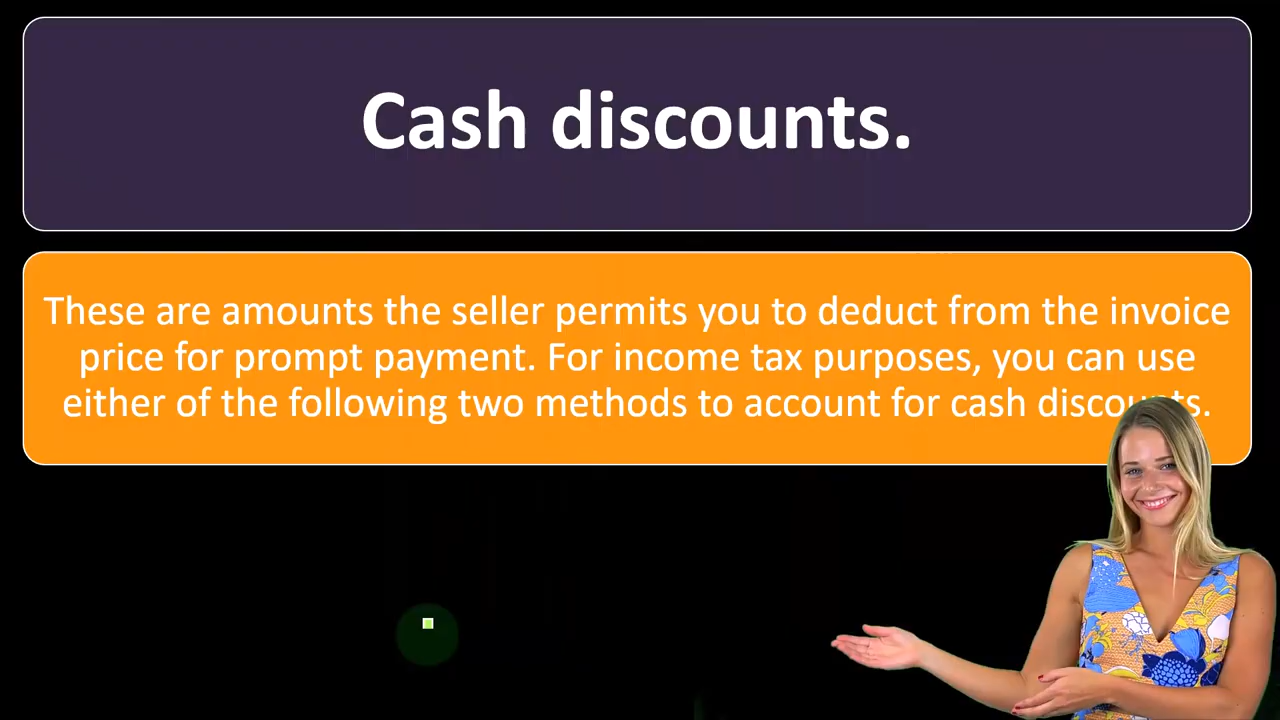 Cash discounts.
These are amounts the seller permits you to deduct from the invoice
price for prompt payment. For income tax purposes, you can use
either of the following two methods to account for cash discounts.